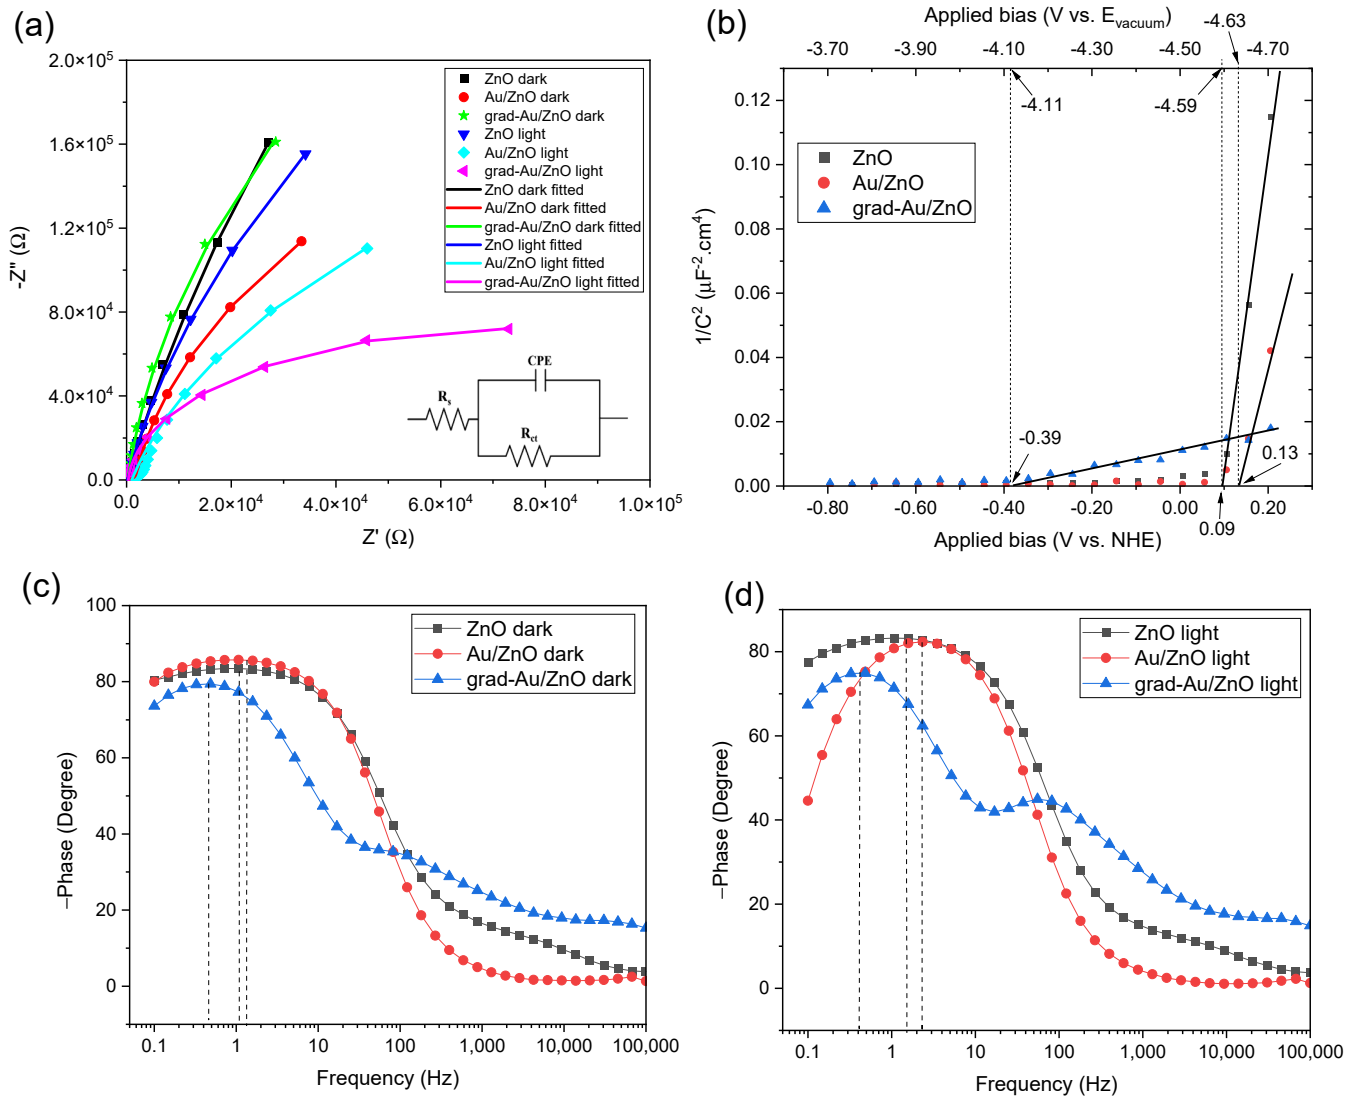 (a)
2.0×10⁵
1.6×10⁵
1.2×10⁵
8.0×10⁴
4.0×10⁴
0.0
-Z" (Ω)
0.0
2.0×10⁴
4.0×10⁴
6.0×10⁴
8.0×10⁴
1.0×10⁵
Z' (Ω)
ZnO dark
Au/ZnO dark
grad-Au/ZnO dark
ZnO light
Au/ZnO light
grad-Au/ZnO light
ZnO dark fitted
Au/ZnO dark fitted
grad-Au/ZnO dark fitted
ZnO light fitted
Au/ZnO light fitted
grad-Au/ZnO light fitted
CPE
Rs
Rct
(b)
Applied bias (V vs. Evacuum)
-4.63
-3.70
-3.90
-4.10
-4.30
-4.50
-4.70
-4.11
-4.59
0.12
0.10
0.08
0.06
0.04
0.02
0.00
1/C² (μF⁻².cm⁴)
ZnO
Au/ZnO
grad-Au/ZnO
-0.39
0.13
0.09
-0.80
-0.60
-0.40
-0.20
0.00
0.20
Applied bias (V vs. NHE)
(c)
100
80
60
40
20
0
–Phase (Degree)
ZnO dark
Au/ZnO dark
grad-Au/ZnO dark
0.1
1
10
100
1,000
10,000
100,000
Frequency (Hz)
(d)
80
60
40
20
0
–Phase (Degree)
ZnO light
Au/ZnO light
grad-Au/ZnO light
0.1
1
10
100
1,000
10,000
100,000
Frequency (Hz)